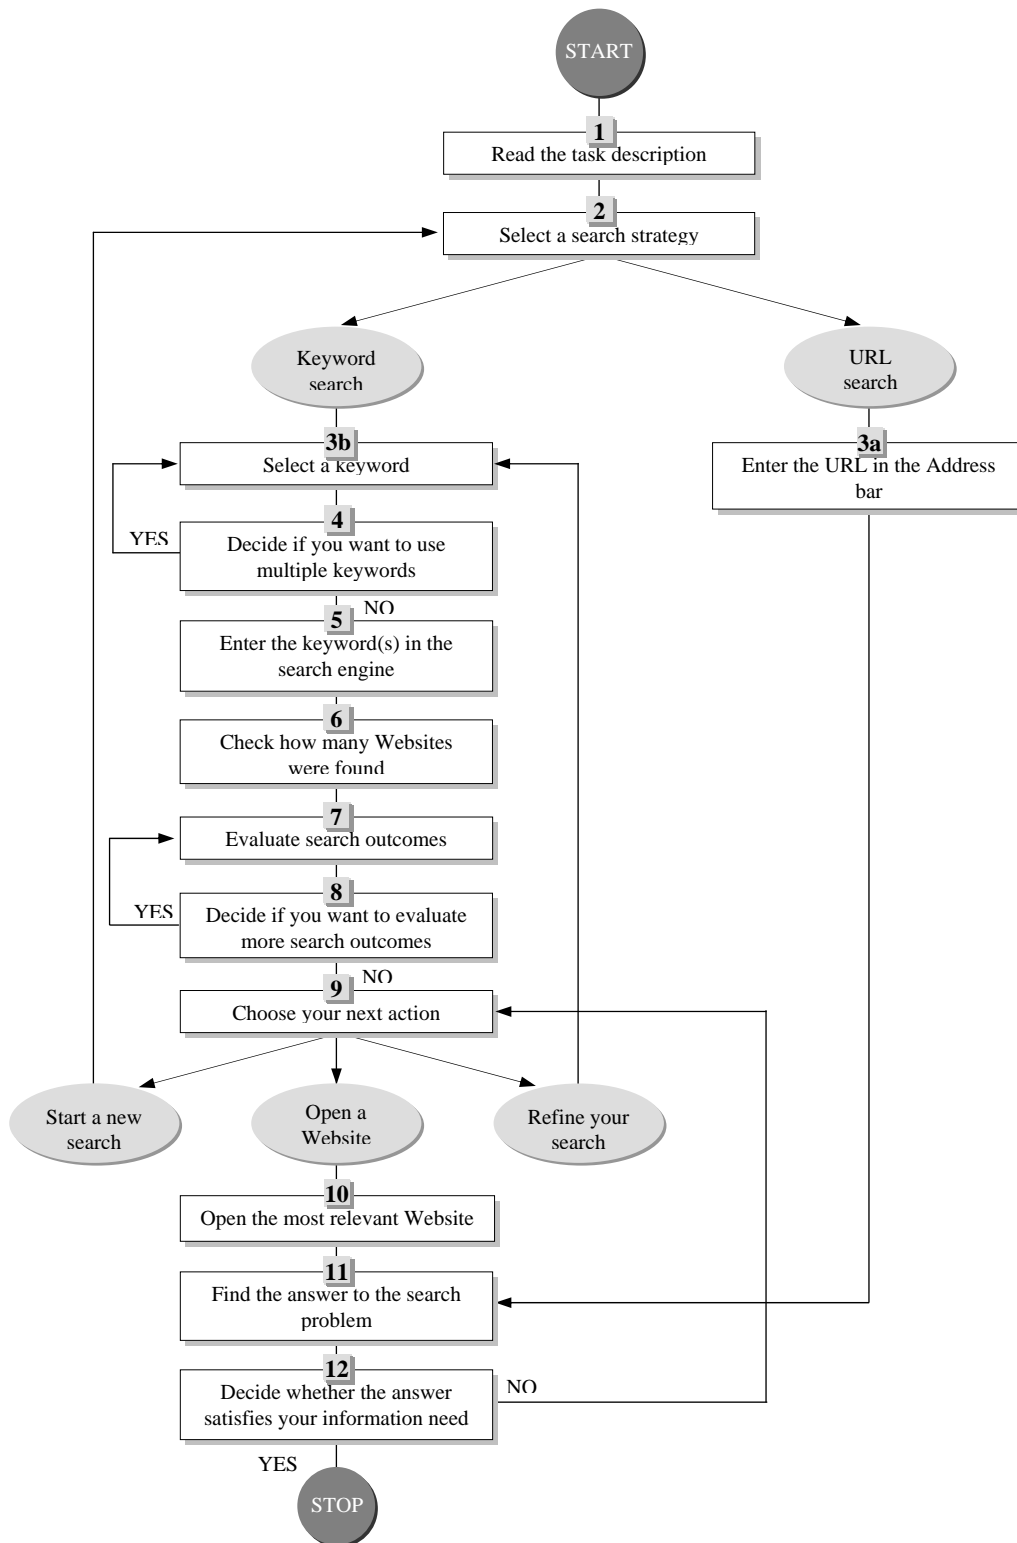 START
1
Read the task description
2
Select a search strategy
Keyword
search
URL
search
3b
Select a keyword
3a
Enter the URL in the Address
bar
YES
4
Decide if you want to use
multiple keywords
NO
5
Enter the keyword(s) in the
search engine
6
Check how many Websites
were found
7
Evaluate search outcomes
YES
8
Decide if you want to evaluate
more search outcomes
NO
9
Choose your next action
Start a new
search
Open a
Website
Refine your
search
10
Open the most relevant Website
11
Find the answer to the search
problem
12
Decide whether the answer
satisfies your information need
NO
YES
STOP